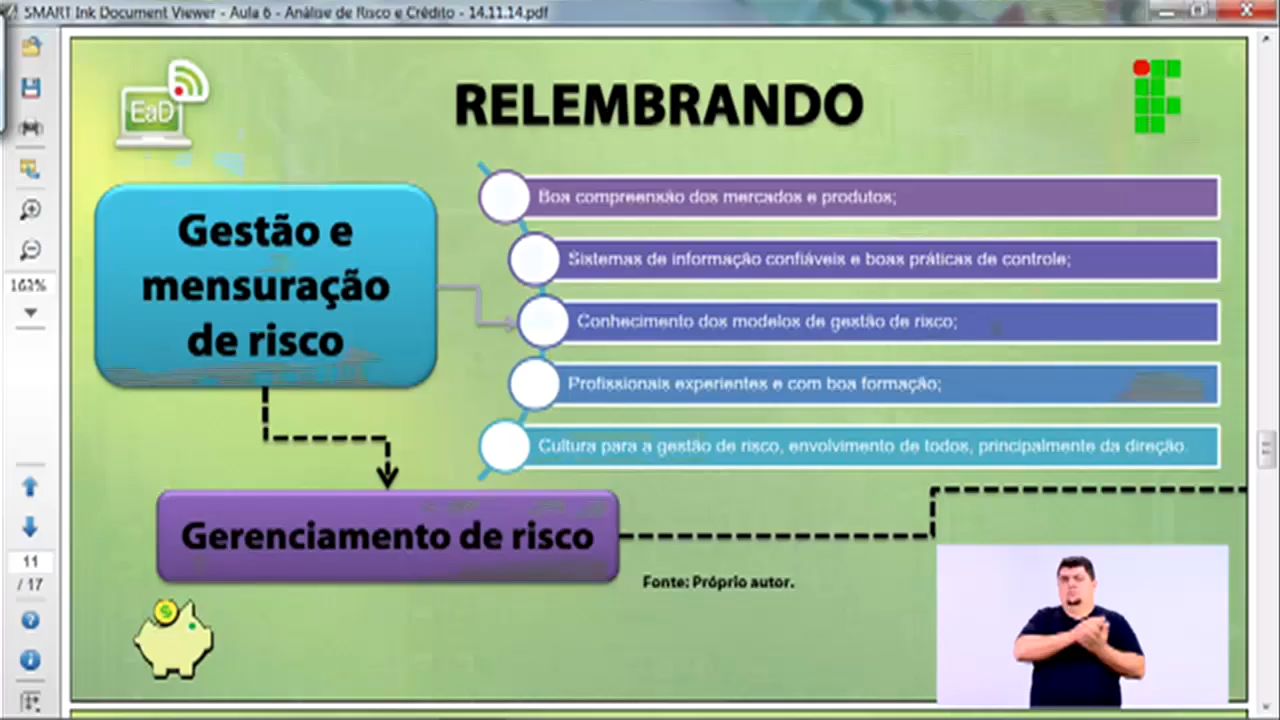 SMART Ink Document Viewer - Aula 6 - Análise de Risco e Crédito - 14.11.14.pdf
EaD
RELEMBRANDO
Gestão e
mensuração
de risco
Boa compreensão dos mercados e produtos;
Sistemas de informação confiáveis e boas práticas de controle;
Conhecimento dos modelos de gestão de risco;
Profissionais experientes e com boa formação;
Cultura para a gestão de risco, envolvimento de todos, principalmente da direção.
Gerenciamento de risco
Fonte: Próprio autor.
163%
11
/ 17